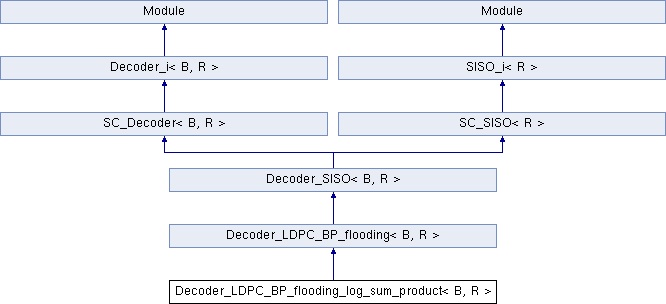 Module
Module
Decoder_i< B, R >
SISO_i< R >
SC_Decoder< B, R >
SC_SISO< R >
Decoder_SISO< B, R >
Decoder_LDPC_BP_flooding< B, R >
Decoder_LDPC_BP_flooding_log_sum_product< B, R >